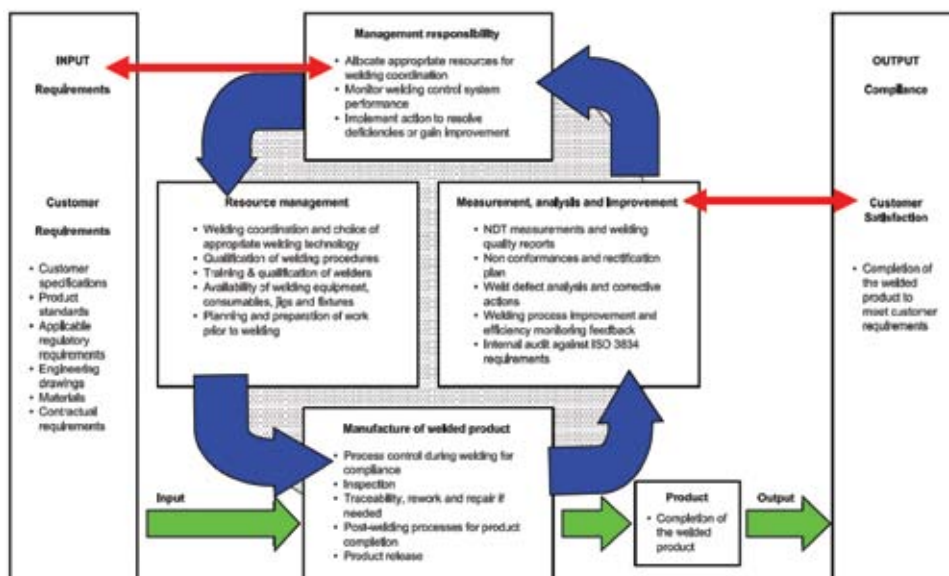 INPUT
Requirements
Customer
Requirements
• Customer
specifications
• Product
standards
• Applicable
regulatory
requirements
• Engineering
drawings
• Materials
• Contractual
requirements
Management responsibility
• Allocate appropriate resources for
welding coordination
• Monitor welding control system
performance
• Implement action to resolve
deficiencies or gain improvement
Resource management
• Welding coordination and choice of
appropriate welding technology
• Qualification of welding procedures
• Training & qualification of welders
• Availability of welding equipment,
consumables, jigs and fixtures
• Planning and preparation of work
prior to welding
Measurement, analysis and improvement
• NDT measurements and welding
quality reports
• Non conformances and rectification
plan
• Weld defect analysis and corrective
actions
• Welding process improvement and
efficiency monitoring feedback
• Internal audit against ISO 3834
requirements
Manufacture of welded product
• Process control during welding for
compliance
• Inspection
• Traceability, rework and repair if
needed
• Post-welding processes for product
completion
• Product release
Input
Product
• Completion of
the welded
product
Output
OUTPUT
Compliance
Customer
Satisfaction
• Completion of
the welded
product to
meet customer
requirements